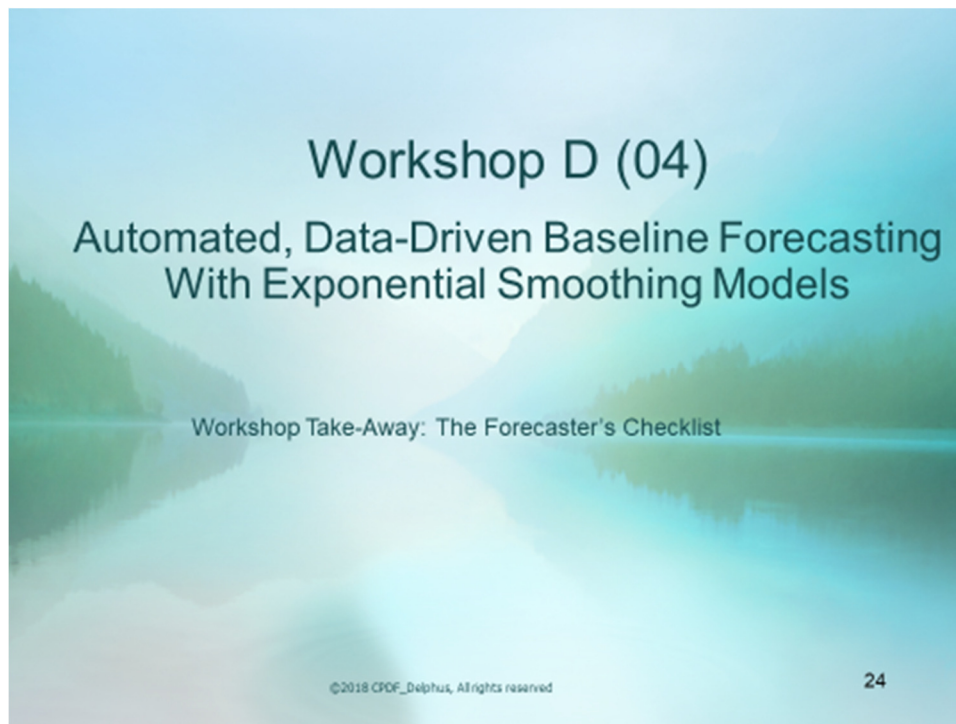 Workshop D (04)
Automated, Data-Driven Baseline Forecasting
With Exponential Smoothing Models
Workshop Take-Away: The Forecaster's Checklist
©2018 CPDF_Delphus, All rights reserved
24